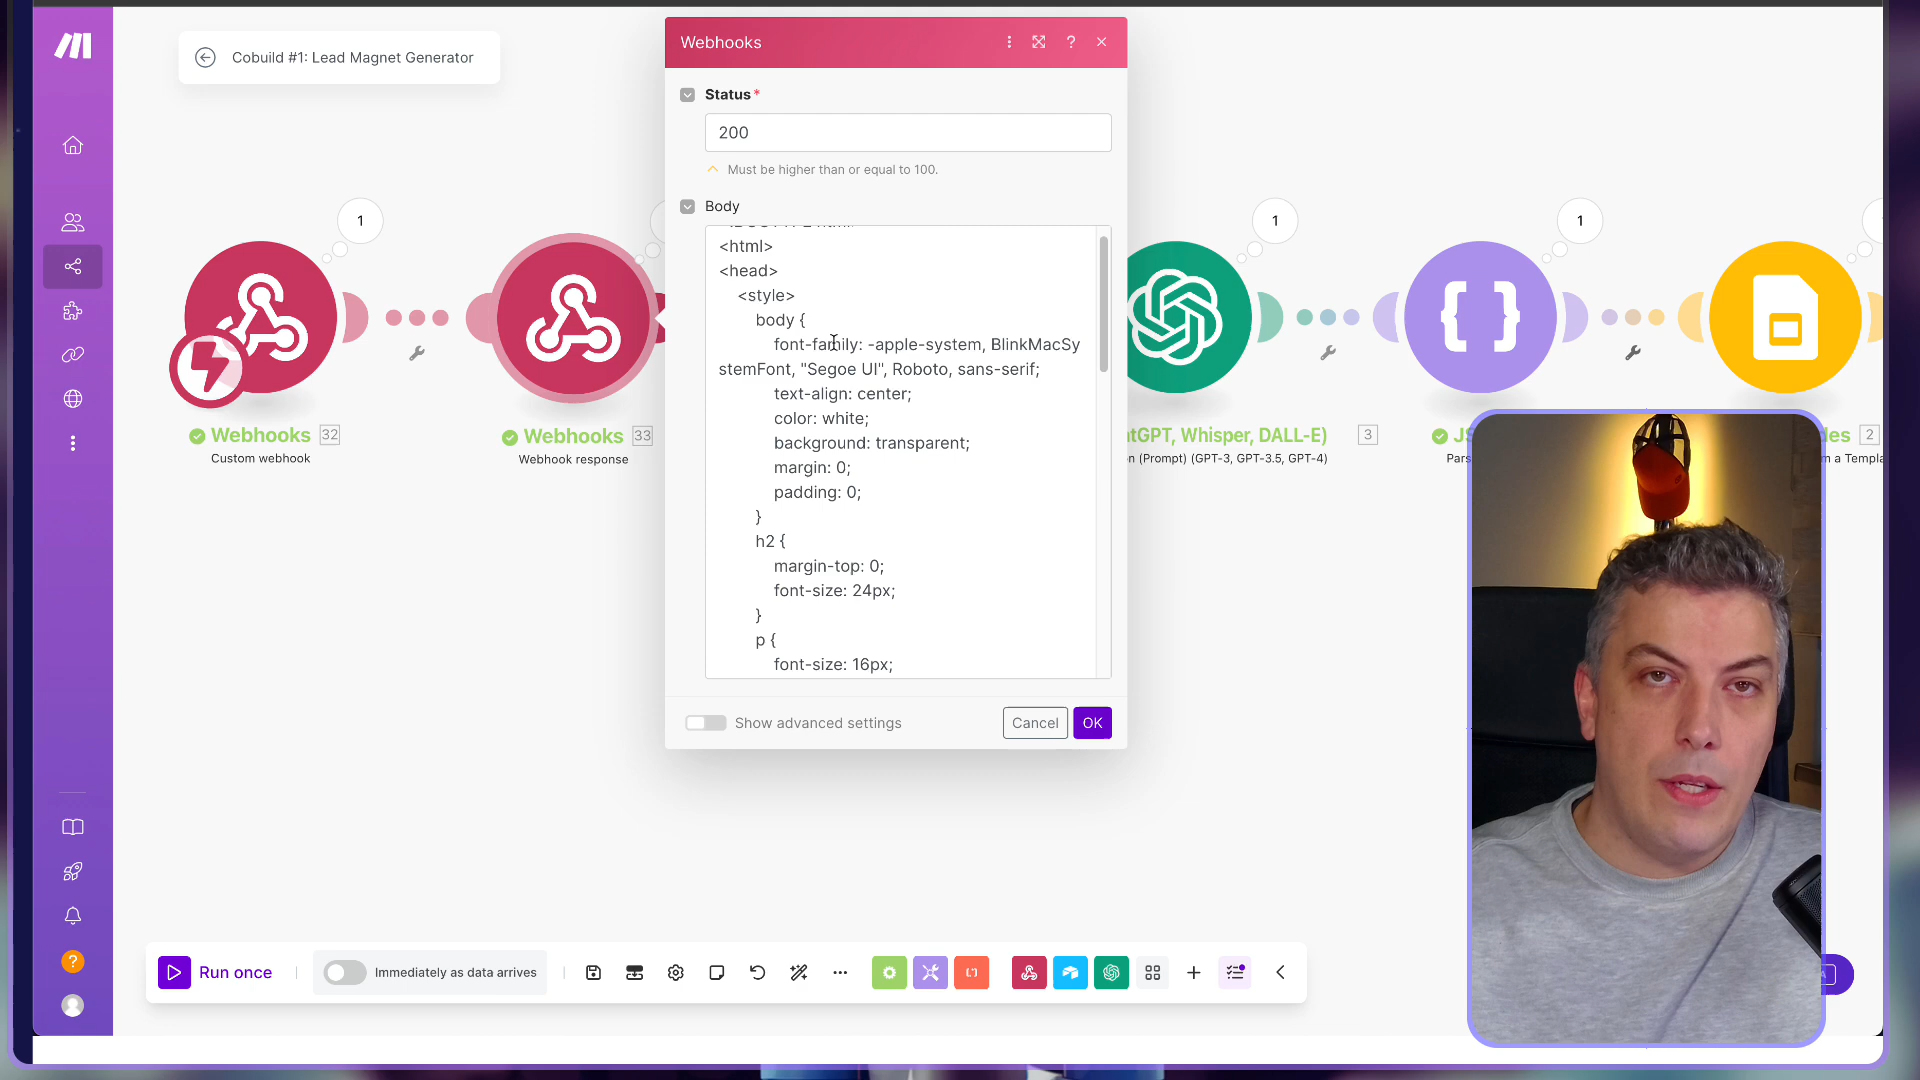 Cobuild #1: Lead Magnet Generator
Webhooks
Status*
200
Must be higher than or equal to 100.
Body
<html>
<head>
<style>
body {
font-family: -apple-system, BlinkMacSy
stemFont, "Segoe UI", Roboto, sans-serif;
text-align: center;
color: white;
background: transparent;
margin: 0;
padding: 0;
}
h2 {
margin-top: 0;
font-size: 24px;
}
p {
font-size: 16px;
Show advanced settings
Cancel
OK
1
Webhooks 32
Custom webhook
Webhooks 33
Webhook response
1
atGPT, Whisper, DALL-E) 3
n (Prompt) (GPT-3, GPT-3.5, GPT-4)
1
JS
Pars
des 2
m a Templa
?
Run once
Immediately as data arrives